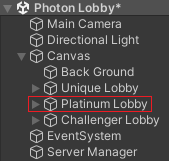 Photon Lobby*
Main Camera
Directional Light
Canvas
Back Ground
Unique Lobby
Platinum Lobby
Challenger Lobby
EventSystem
Server Manager